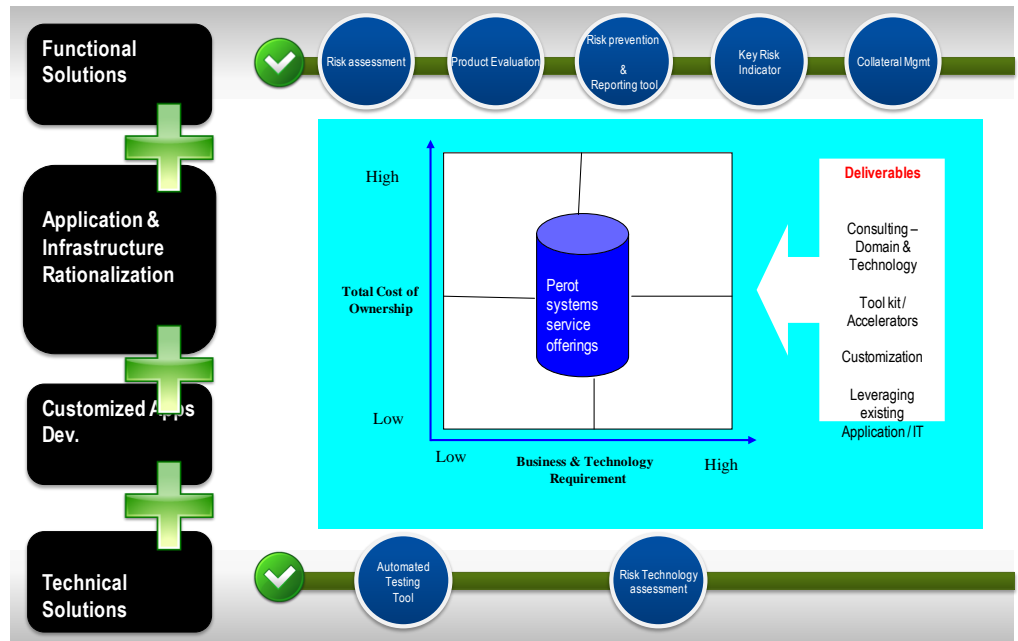 Functional
Solutions
Risk assessment
Product Evaluation
Risk prevention
&
Reporting tool
Key Risk
Indicator
Collateral Mgmt
Application &
Infrastructure
Rationalization
Customized Apps
Dev.
Technical
Solutions
High
Total Cost of
Ownership
Low
Perot
systems
service
offerings
Low
Business & Technology
Requirement
High
Deliverables
Consulting –
Domain &
Technology
Tool kit /
Accelerators
Customization
Leveraging
existing
Application / IT
Automated
Testing
Tool
Risk Technology
assessment